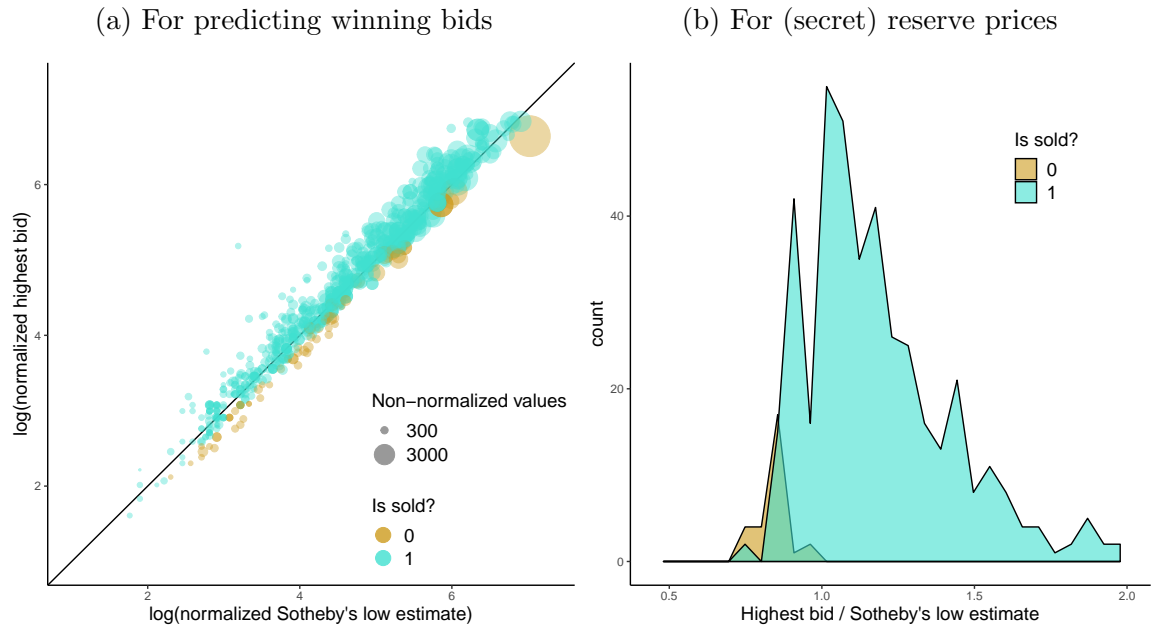 (a) For predicting winning bids
log(normalized highest bid)
6
4
2
2
4
6
log(normalized Sotheby's low estimate)
Non−normalized values
300
3000
Is sold?
0
1
(b) For (secret) reserve prices
count
40
20
0
0.5
1.0
1.5
2.0
Highest bid / Sotheby's low estimate
Is sold?
0
1